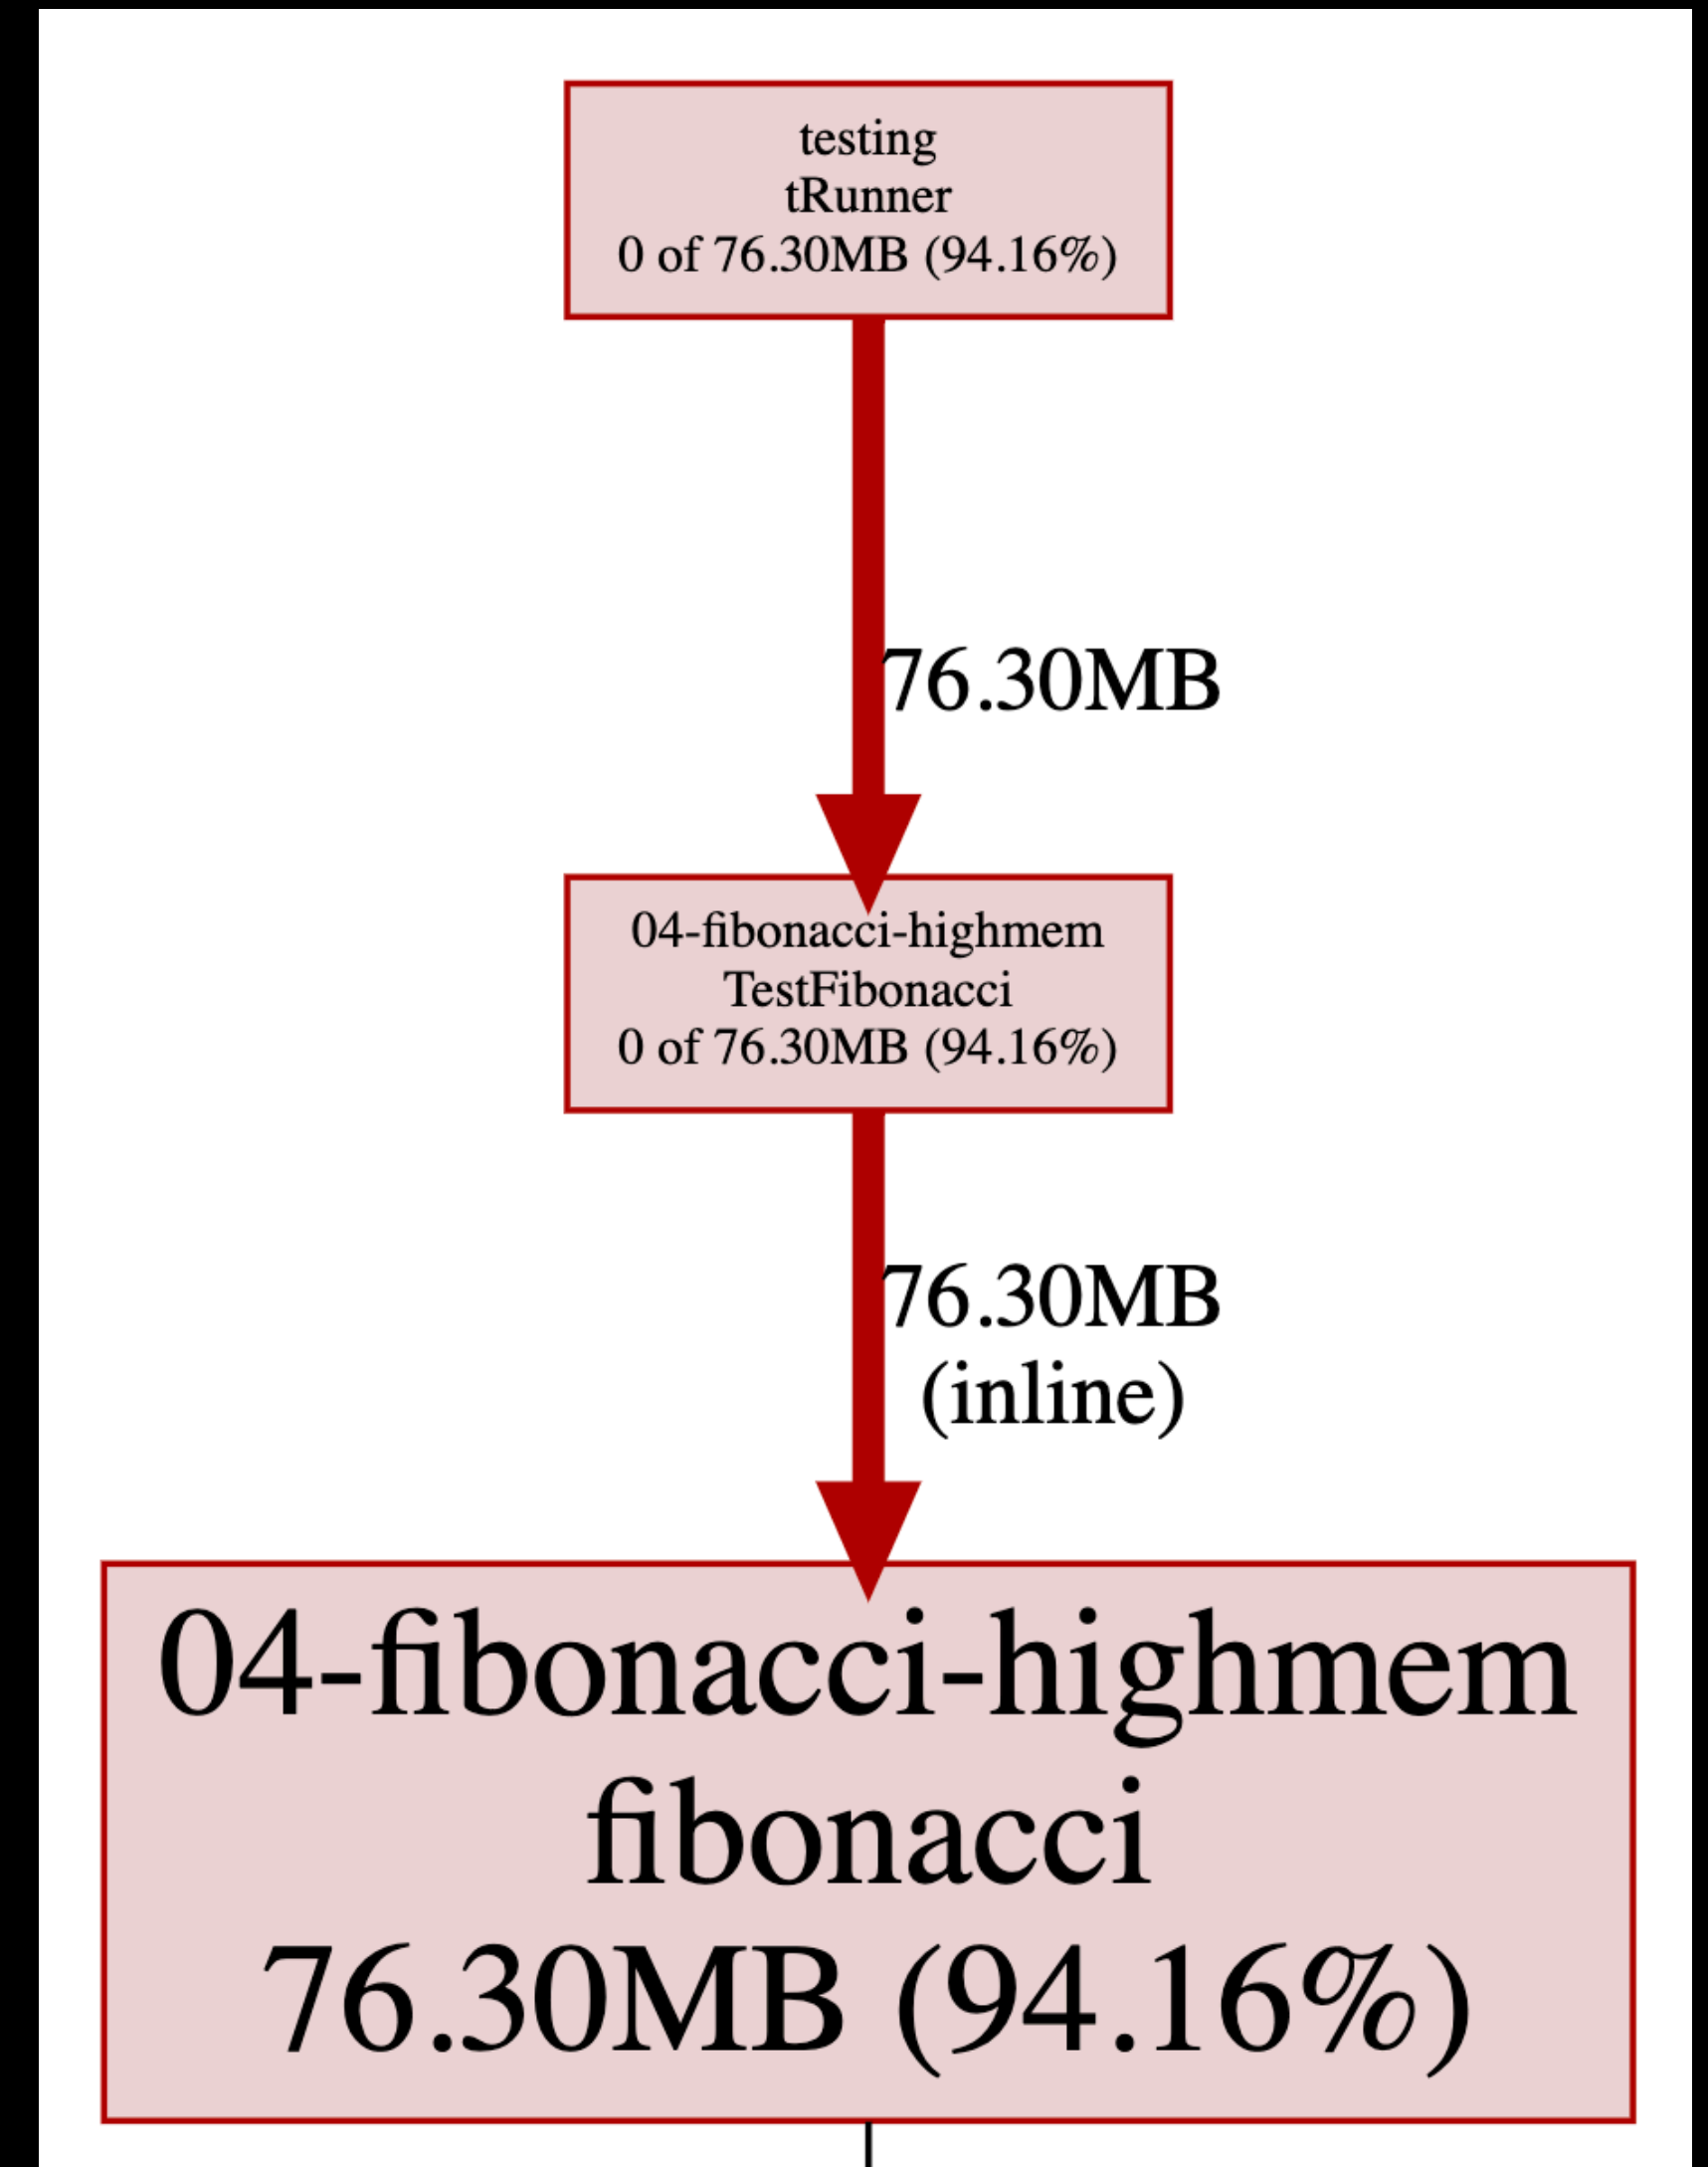 testing
tRunner
0 of 76.30MB (94.16%)
76.30MB
04-fibonacci-highmem
TestFibonacci
0 of 76.30MB (94.16%)
76.30MB
(inline)
04-fibonacci-highmem
fibonacci
76.30MB (94.16%)